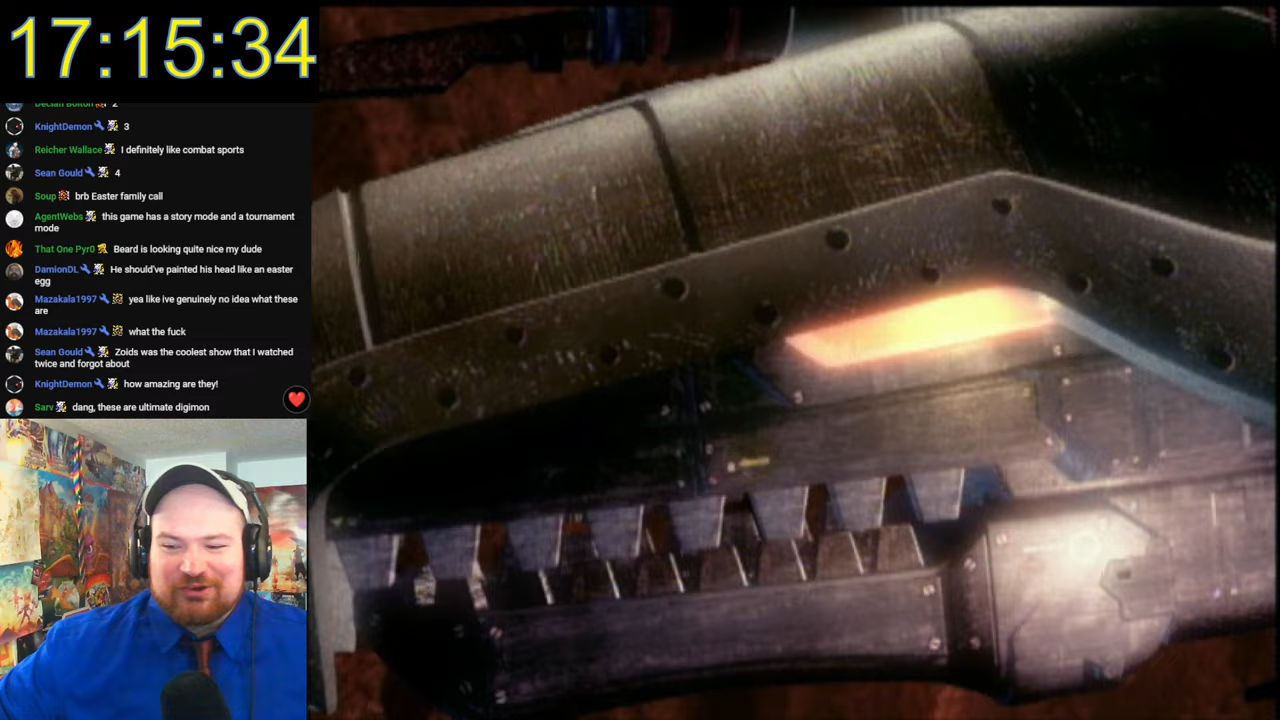 17:15:34
Declan Bolton 2
KnightDemon 3
Reicher Wallace I definitely like combat sports
Sean Gould 4
Soup brb Easter family call
AgentWebs this game has a story mode and a tournament
mode
That One Pyr0 Beard is looking quite nice my dude
DamionDL He should've painted his head like an easter
egg
Mazakala1997 yea like ive genuinely no idea what these
are
Mazakala1997 what the fuck
Sean Gould Zoids was the coolest show that I watched
twice and forgot about
KnightDemon how amazing are they!
Sarv dang, these are ultimate digimon